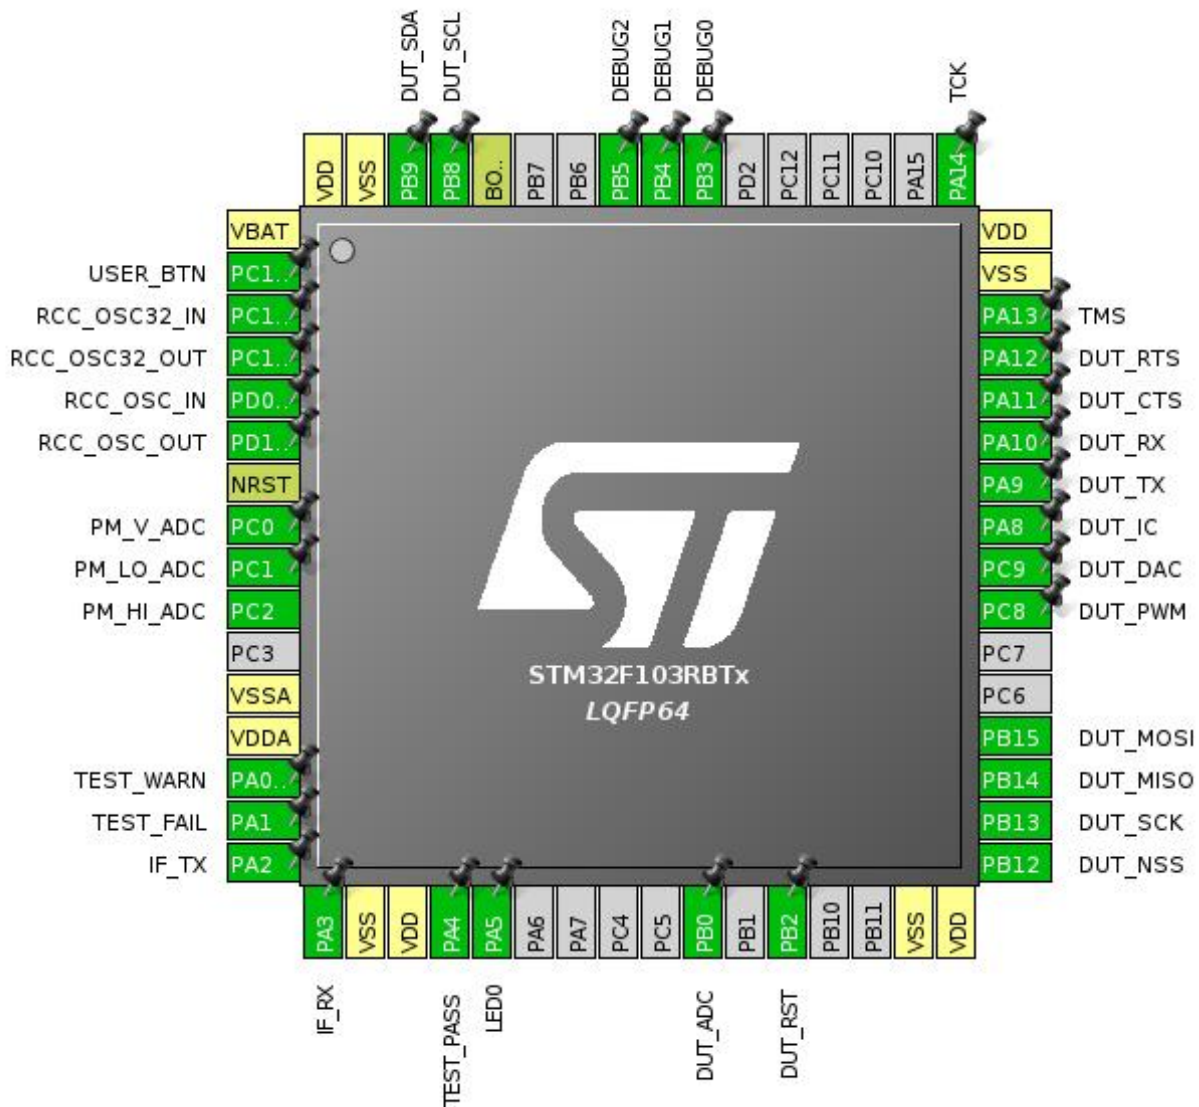 DUT_SDA
DUT_SCL
DEBUG2
DEBUG1
DEBUG0
TCK
VDD
VSS
PB9
PB8
BO..
PB7
PB6
PB5
PB4
PB3
PD2
PC12
PC11
PC10
PA15
PA14
VBAT
VDD
USER_BTN PC1..
VSS
RCC_OSC32_IN PC1..
PA13 TMS
RCC_OSC32_OUT PC1..
PA12 DUT_RTS
RCC_OSC_IN PD0..
PA11 DUT_CTS
RCC_OSC_OUT PD1..
PA10 DUT_RX
NRST
PA9 DUT_TX
PM_V_ADC PC0
PA8 DUT_IC
PM_LO_ADC PC1
PC9 DUT_DAC
PM_HI_ADC PC2
PC8 DUT_PWM
PC3
PC7
VSSA
PC6
VDDA
PB15 DUT_MOSI
TEST_WARN PA0..
PB14 DUT_MISO
TEST_FAIL PA1
PB13 DUT_SCK
IF_TX PA2
PB12 DUT_NSS
ST
STM32F103RBTx
LQFP64
PA3
VSS
VDD
PA4
PA5
PA6
PA7
PC4
PC5
PB0
PB1
PB2
PB10
PB11
VSS
VDD
IF_RX
TEST_PASS
LED0
DUT_ADC
DUT_RST